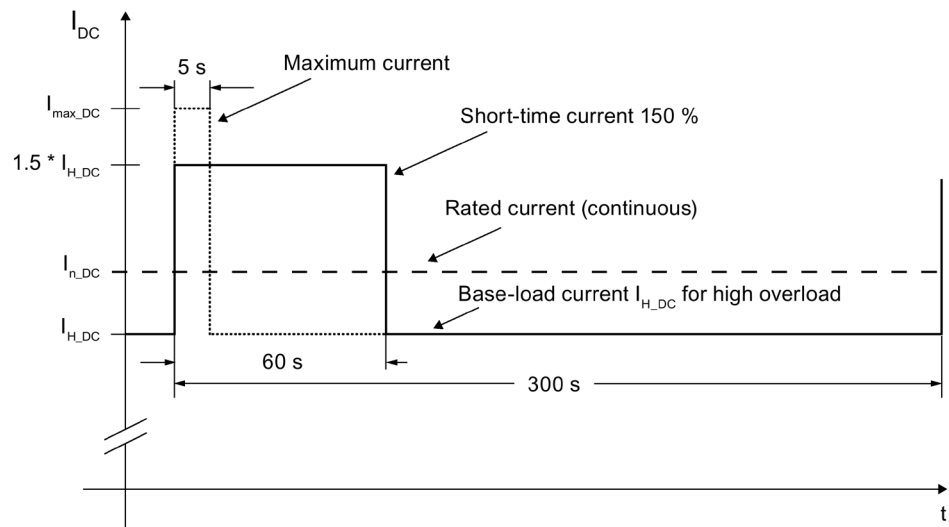 I_DC
5 s
Maximum current
I_max_DC
Short-time current 150 %
1.5 * I_H_DC
Rated current (continuous)
I_n_DC
Base-load current I_H_DC for high overload
I_H_DC
60 s
300 s
t